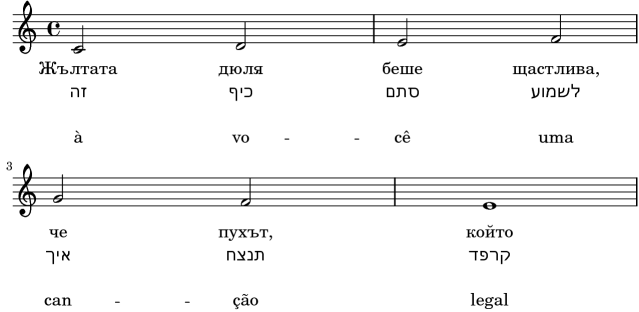 Жълтата дюля беше щастлива,
זה כיף סתם לשמוע
à vo -- cê uma
3
че пухът, който
איך תנצח קרפד
can -- ção legal